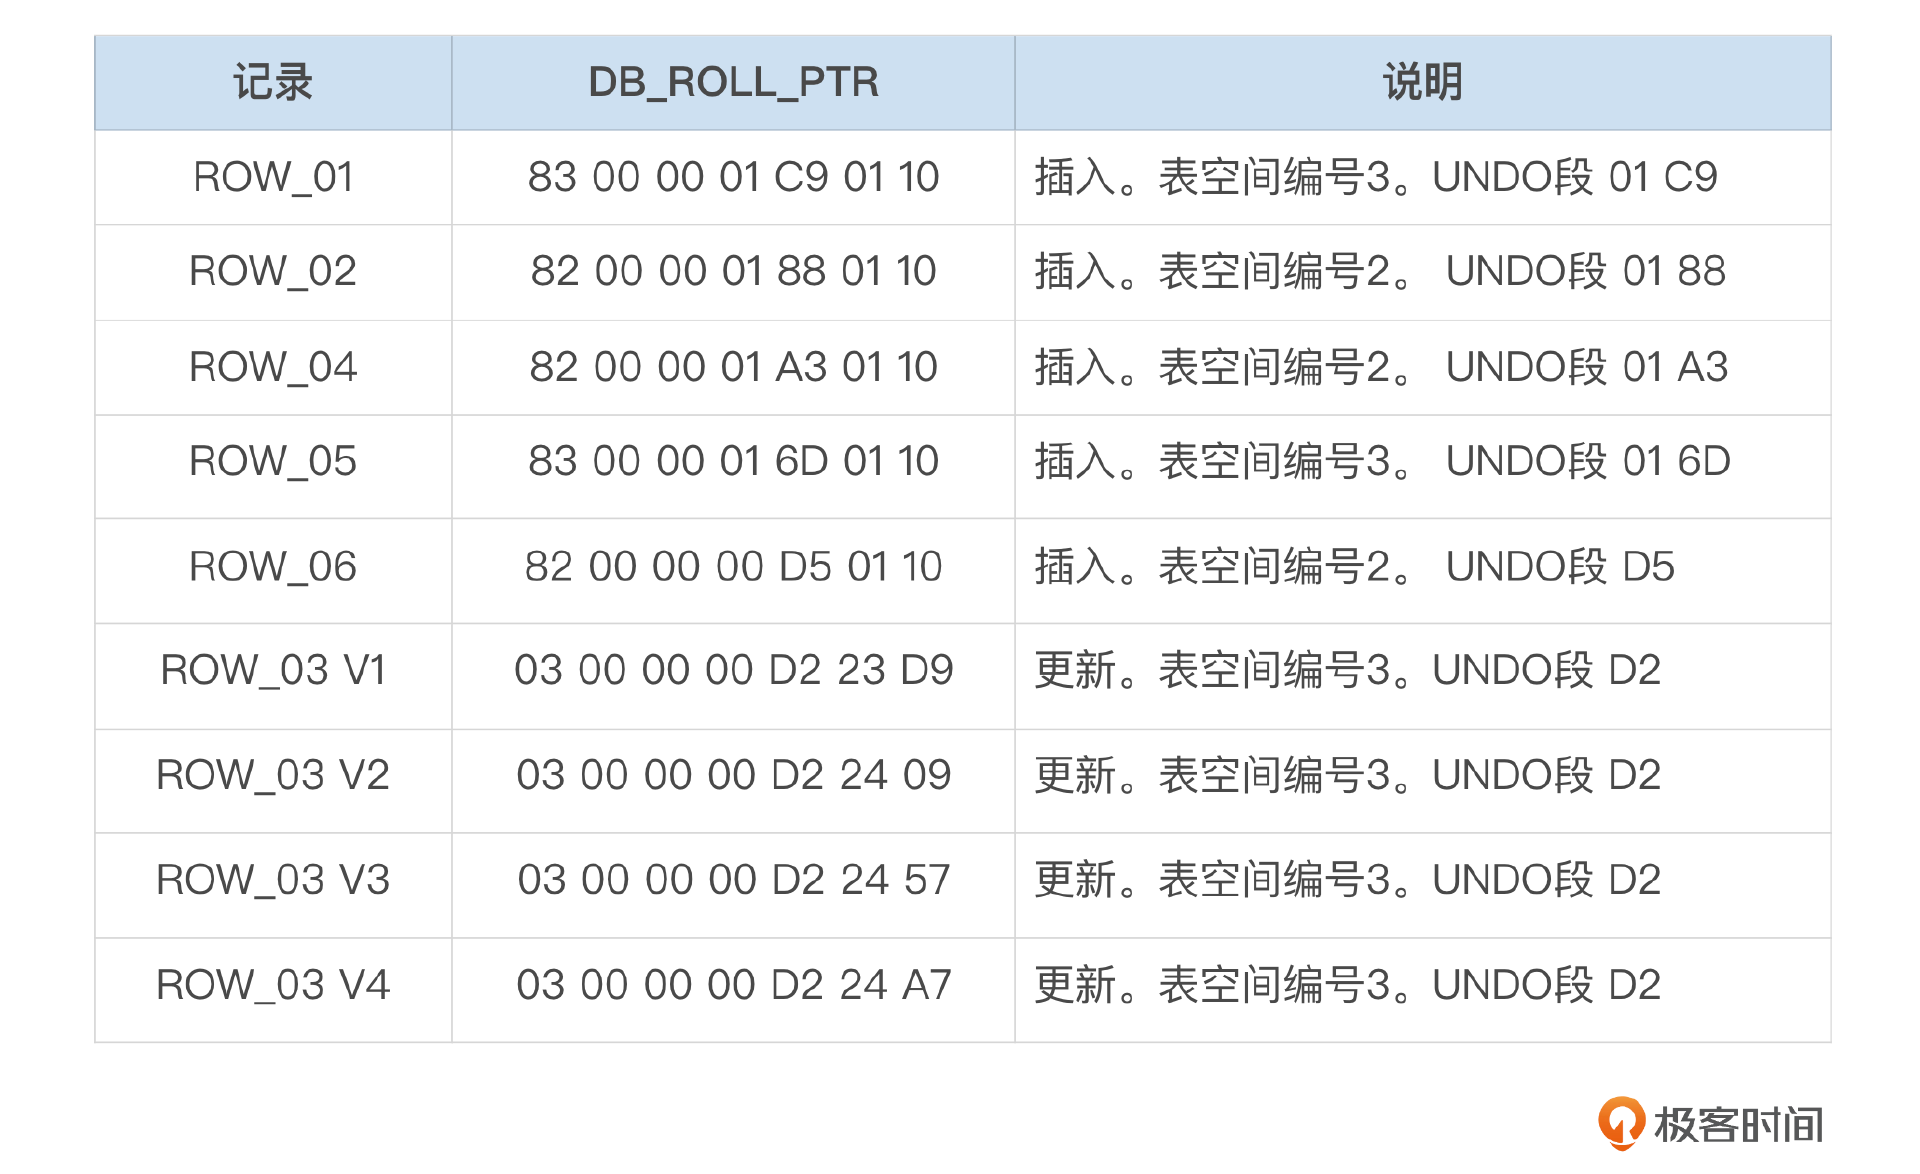 记录 DB_ROLL_PTR 说明
ROW_01 83 00 00 01 C9 01 10 插入。表空间编号3。UNDO段 01 C9
ROW_02 82 00 00 01 88 01 10 插入。表空间编号2。 UNDO段 01 88
ROW_04 82 00 00 01 A3 01 10 插入。表空间编号2。 UNDO段 01 A3
ROW_05 83 00 00 01 6D 01 10 插入。表空间编号3。 UNDO段 01 6D
ROW_06 82 00 00 00 D5 01 10 插入。表空间编号2。 UNDO段 D5
ROW_03 V1 03 00 00 00 D2 23 D9 更新。表空间编号3。UNDO段 D2
ROW_03 V2 03 00 00 00 D2 24 09 更新。表空间编号3。UNDO段 D2
ROW_03 V3 03 00 00 00 D2 24 57 更新。表空间编号3。UNDO段 D2
ROW_03 V4 03 00 00 00 D2 24 A7 更新。表空间编号3。UNDO段 D2
极客时间